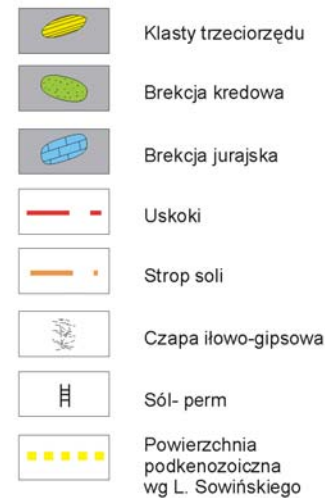 Klasty trzeciorzędu
Brekcja kredowa
Brekcja jurajska
Uskoki
Strop soli
Czapa iłowo-gipsowa
Sól- perm
Powierzchnia
podkenozoiczna
wg L. Sowińskiego